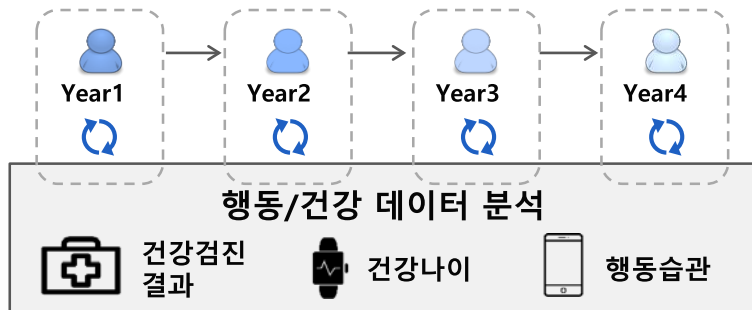 Year1
Year2
Year3
Year4
행동/건강 데이터 분석
건강검진
결과
건강나이
행동습관